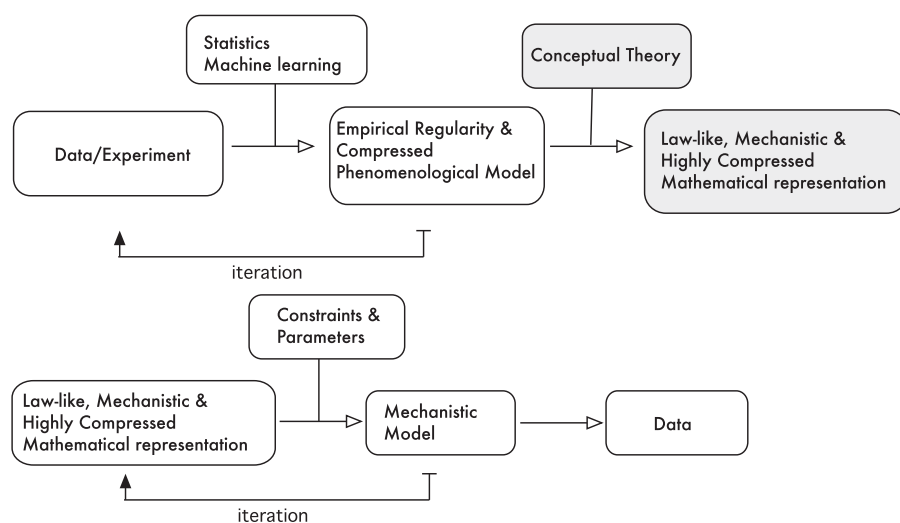 Statistics
Machine learning
Conceptual Theory
Data/Experiment
Empirical Regularity &
Compressed
Phenomenological Model
Law-like, Mechanistic &
Highly Compressed
Mathematical representation
iteration
Constraints &
Parameters
Law-like, Mechanistic &
Highly Compressed
Mathematical representation
Mechanistic
Model
Data
iteration